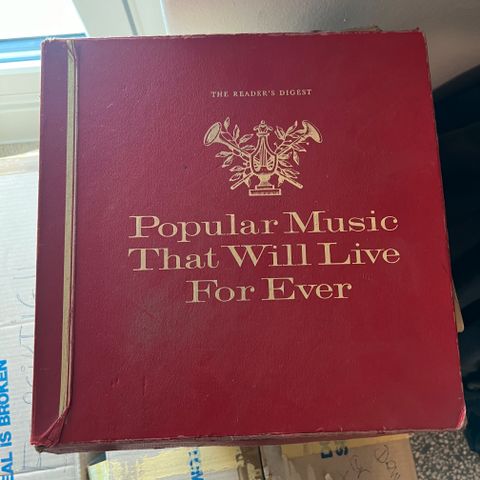 THE READER'S DIGEST
Popular Music
That Will Live
For Ever
EAL IS BROKEN